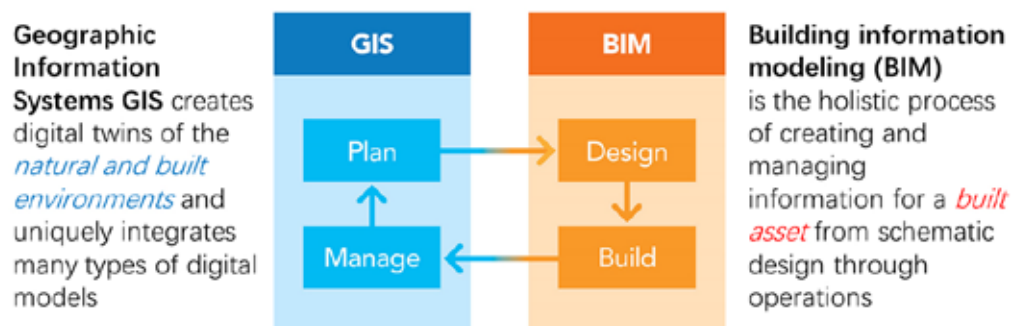 Geographic
Information
Systems GIS creates
digital twins of the
natural and built
environments and
uniquely integrates
many types of digital
models
GIS
Plan
Manage
BIM
Design
Build
Building information
modeling (BIM)
is the holistic process
of creating and
managing
information for a built
asset from schematic
design through
operations